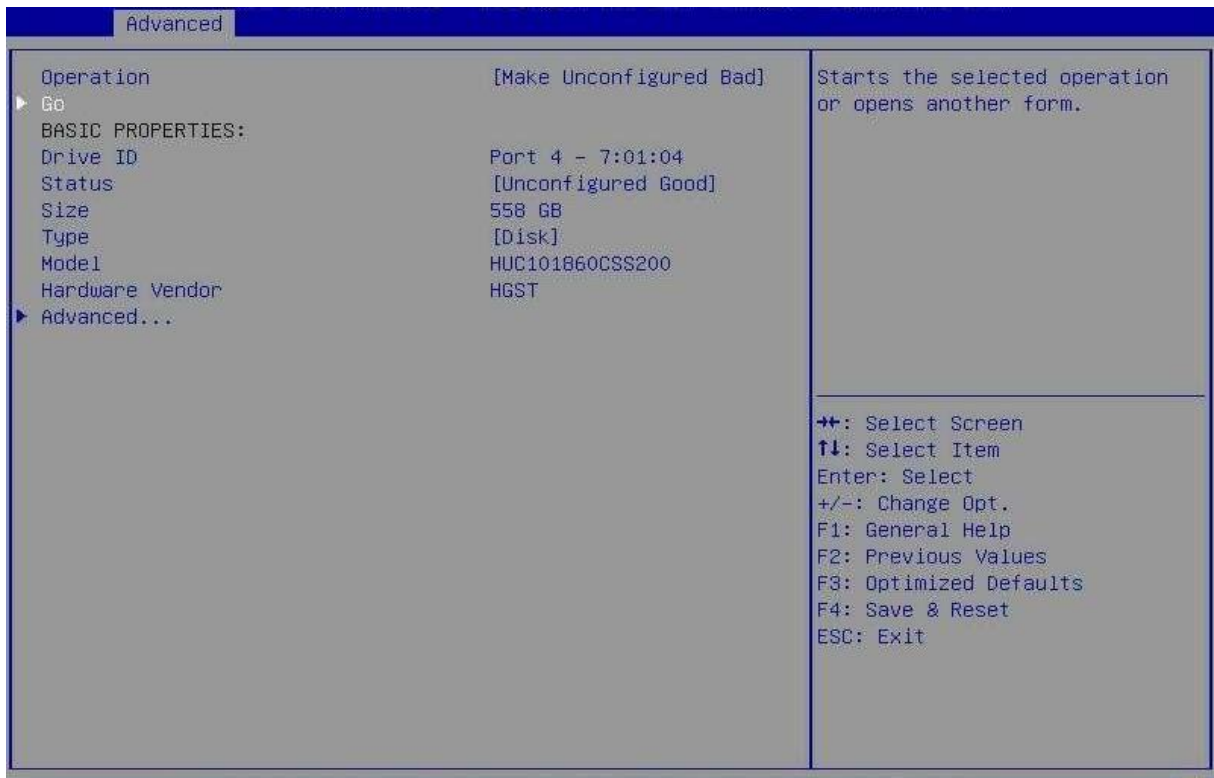 Advanced
Operation [Make Unconfigured Bad]
Go
BASIC PROPERTIES:
Drive ID Port 4 - 7:01:04
Status [Unconfigured Good]
Size 558 GB
Type [Disk]
Model HUC101860CSS200
Hardware Vendor HGST
Advanced...
Starts the selected operation
or opens another form.
→←: Select Screen
↑↓: Select Item
Enter: Select
+/-: Change Opt.
F1: General Help
F2: Previous Values
F3: Optimized Defaults
F4: Save & Reset
ESC: Exit